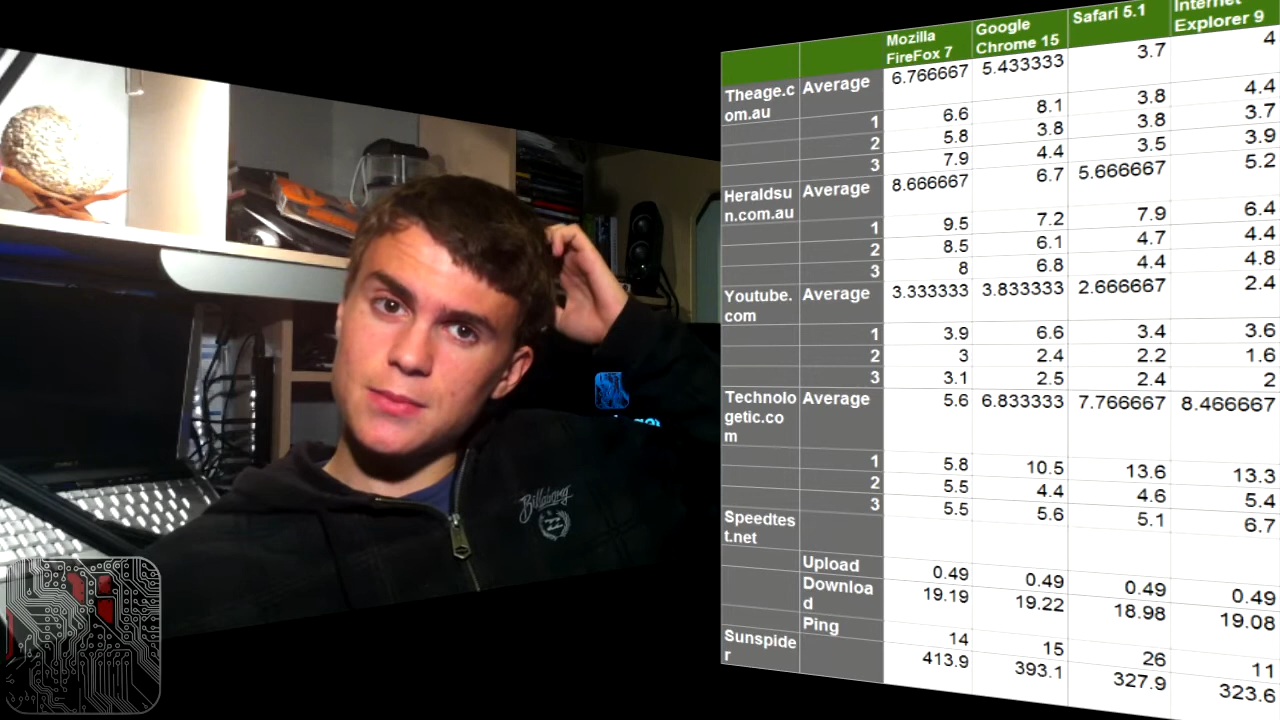 Mozilla FireFox 7 Google Chrome 15 Safari 5.1 Internet Explorer 9
Theage.com.au Average 6.766667 5.433333 3.7 4
1 6.6 8.1 3.8 4.4
2 5.8 3.8 3.8 3.7
3 7.9 4.4 3.5 3.9
Heraldsun.com.au Average 8.666667 6.7 5.666667 5.2
1 9.5 7.2 7.9 6.4
2 8.5 6.1 4.7 4.4
3 8 6.8 4.4 4.8
Youtube.com Average 3.333333 3.833333 2.666667 2.4
1 3.9 6.6 3.4 3.6
2 3 2.4 2.2 1.6
3 3.1 2.5 2.4 2
Technologetic.com Average 5.6 6.833333 7.766667 8.466667
1 5.8 10.5 13.6 13.3
2 5.5 4.4 4.6 5.4
3 5.5 5.6 5.1 6.7
Speedtest.net
Upload 0.49 0.49 0.49 0.49
Download 19.19 19.22 18.98 19.08
Ping 14 15 26 11
Sunspider 413.9 393.1 327.9 323.6
Billabong